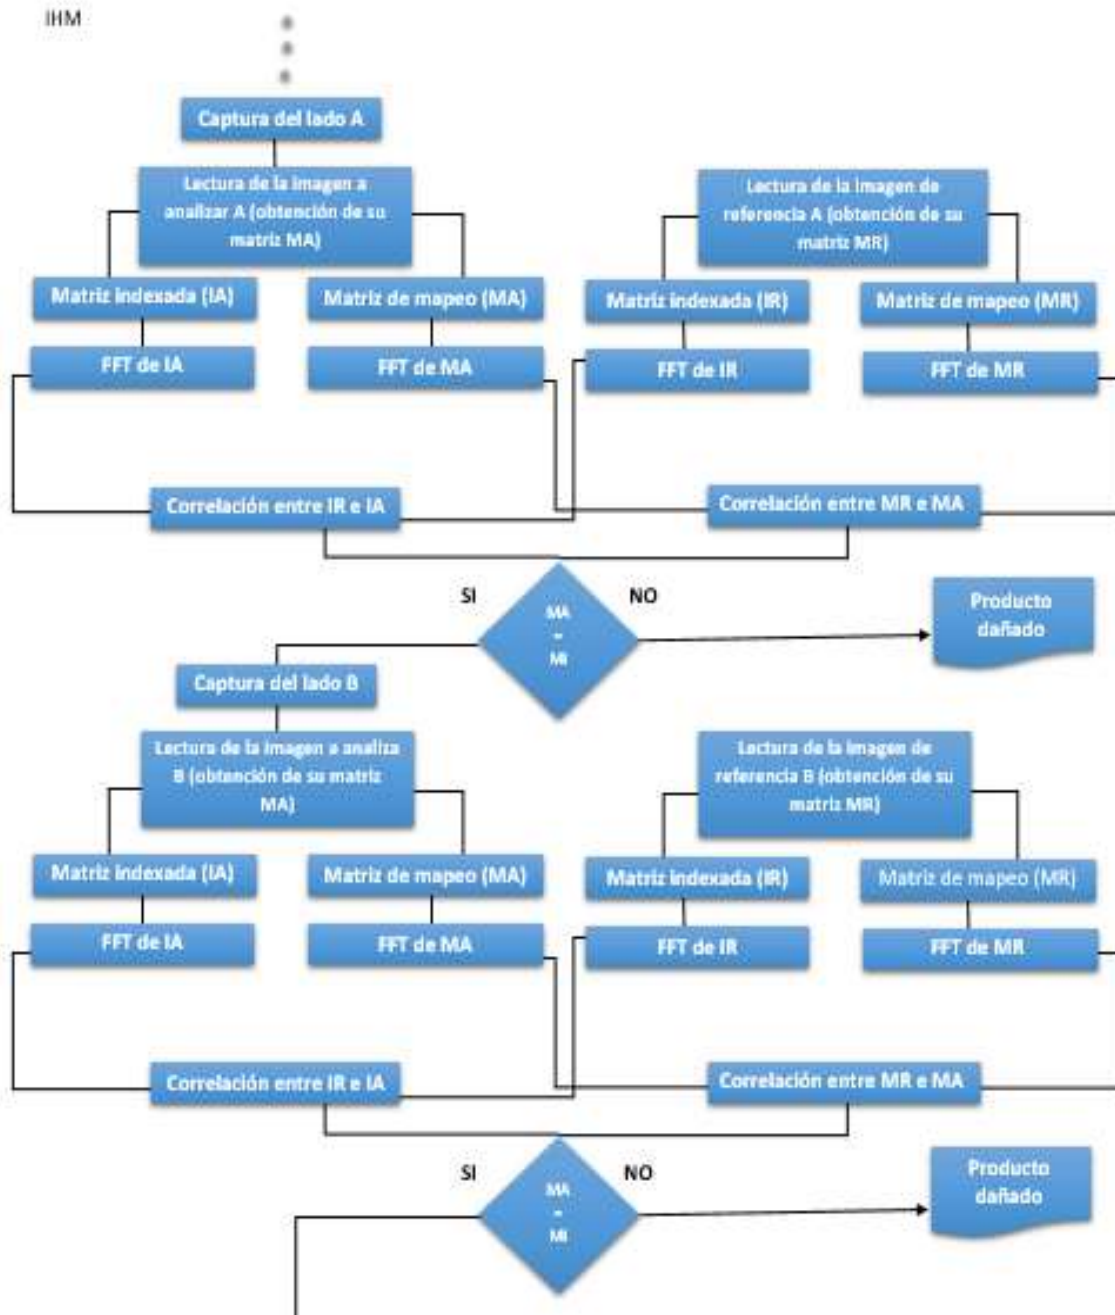 IHM
Captura del lado A
Lectura de la imagen a
analizar A (obtención de su
matriz MA)
Lectura de la imagen de
referencia A (obtención de su
matriz MR)
Matriz indexada (IA)
Matriz de mapeo (MA)
Matriz indexada (IR)
Matriz de mapeo (MR)
FFT de IA
FFT de MA
FFT de IR
FFT de MR
Correlación entre IR e IA
Correlación entre MR e MA
SI
MA
=
MI
NO
Producto
dañado
Captura del lado B
Lectura de la imagen a analiza
B (obtención de su matriz
MA)
Lectura de la imagen de
referencia B (obtención de su
matriz MR)
Matriz indexada (IA)
Matriz de mapeo (MA)
Matriz indexada (IR)
Matriz de mapeo (MR)
FFT de IA
FFT de MA
FFT de IR
FFT de MR
Correlación entre IR e IA
Correlación entre MR e MA
SI
MA
=
MI
NO
Producto
dañado